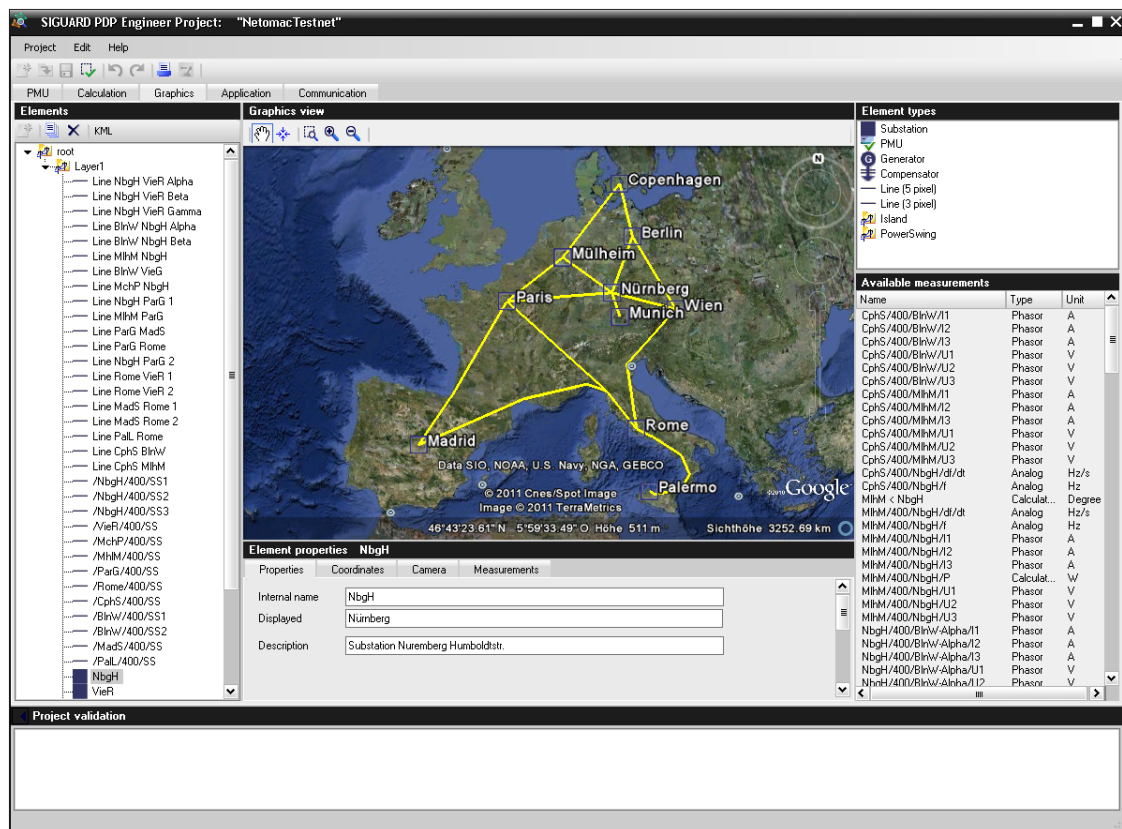 SIGUARD PDP Engineer Project: "NetomacTestnet"
Project Edit Help
PMU Calculation Graphics Application Communication
Elements
KML
root
Layer1
Line NbgH VieR Alpha
Line NbgH VieR Beta
Line NbgH VieR Gamma
Line BlnW NbgH Alpha
Line BlnW NbgH Beta
Line MlhM NbgH
Line BlnW VieG
Line MchP NbgH
Line NbgH ParG 1
Line MlhM ParG
Line ParG MadS
Line ParG Rome
Line NbgH ParG 2
Line Rome VieR 1
Line Rome VieR 2
Line MadS Rome 1
Line MadS Rome 2
Line PalL Rome
Line CphS BlnW
Line CphS MlhM
/NbgH/400/SS1
/NbgH/400/SS2
/NbgH/400/SS3
/VieR/400/SS
/MchP/400/SS
/MhlM/400/SS
/ParG/400/SS
/Rome/400/SS
/CphS/400/SS
/BlnW/400/SS1
/BlnW/400/SS2
/MadS/400/SS
/PalL/400/SS
NbgH
VieR
Graphics view
N
Copenhagen
Berlin
Mülheim
Nürnberg
Paris
Wien
Munich
Rome
Madrid
Palermo
Data SIO, NOAA, U.S. Navy, NGA, GEBCO
© 2011 Cnes/Spot Image
Image © 2011 TerraMetrics
©2010 Google
46°43'23.61" N 5°59'33.49" O Höhe 511 m Sichthöhe 3252.69 km
Element properties NbgH
Properties Coordinates Camera Measurements
Internal name NbgH
Displayed Nürnberg
Description Substation Nuremberg Humboldtstr.
Element types
Substation
PMU
G Generator
Compensator
Line (5 pixel)
Line (3 pixel)
Island
PowerSwing
Available measurements
Name Type Unit
CphS/400/BlnW/I1 Phasor A
CphS/400/BlnW/I2 Phasor A
CphS/400/BlnW/I3 Phasor A
CphS/400/BlnW/U1 Phasor V
CphS/400/BlnW/U2 Phasor V
CphS/400/BlnW/U3 Phasor V
CphS/400/MlhM/I1 Phasor A
CphS/400/MlhM/I2 Phasor A
CphS/400/MlhM/I3 Phasor A
CphS/400/MlhM/U1 Phasor V
CphS/400/MlhM/U2 Phasor V
CphS/400/MlhM/U3 Phasor V
CphS/400/NbgH/df/dt Analog Hz/s
CphS/400/NbgH/f Analog Hz
MlhM < NbgH Calculat... Degree
MlhM/400/NbgH/df/dt Analog Hz/s
MlhM/400/NbgH/f Analog Hz
MlhM/400/NbgH/I1 Phasor A
MlhM/400/NbgH/I2 Phasor A
MlhM/400/NbgH/I3 Phasor A
MlhM/400/NbgH/P Calculat... W
MlhM/400/NbgH/U1 Phasor V
MlhM/400/NbgH/U2 Phasor V
MlhM/400/NbgH/U3 Phasor V
NbgH/400/BlnW-Alpha/I1 Phasor A
NbgH/400/BlnW-Alpha/I2 Phasor A
NbgH/400/BlnW-Alpha/I3 Phasor A
NbgH/400/BlnW-Alpha/U1 Phasor V
NbgH/400/BlnW-Alpha/U2 Phasor V
Project validation